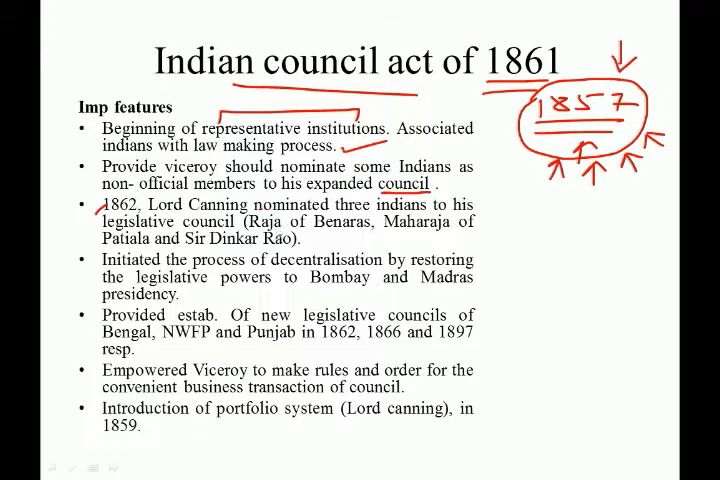 Indian council act of 1861
1857
Imp features
• Beginning of representative institutions. Associated
indians with law making process.
• Provide viceroy should nominate some Indians as
non- official members to his expanded council .
• 1862, Lord Canning nominated three indians to his
legislative council (Raja of Benaras, Maharaja of
Patiala and Sir Dinkar Rao).
• Initiated the process of decentralisation by restoring
the legislative powers to Bombay and Madras
presidency.
• Provided estab. Of new legislative councils of
Bengal, NWFP and Punjab in 1862, 1866 and 1897
resp.
• Empowered Viceroy to make rules and order for the
convenient business transaction of council.
• Introduction of portfolio system (Lord canning), in
1859.